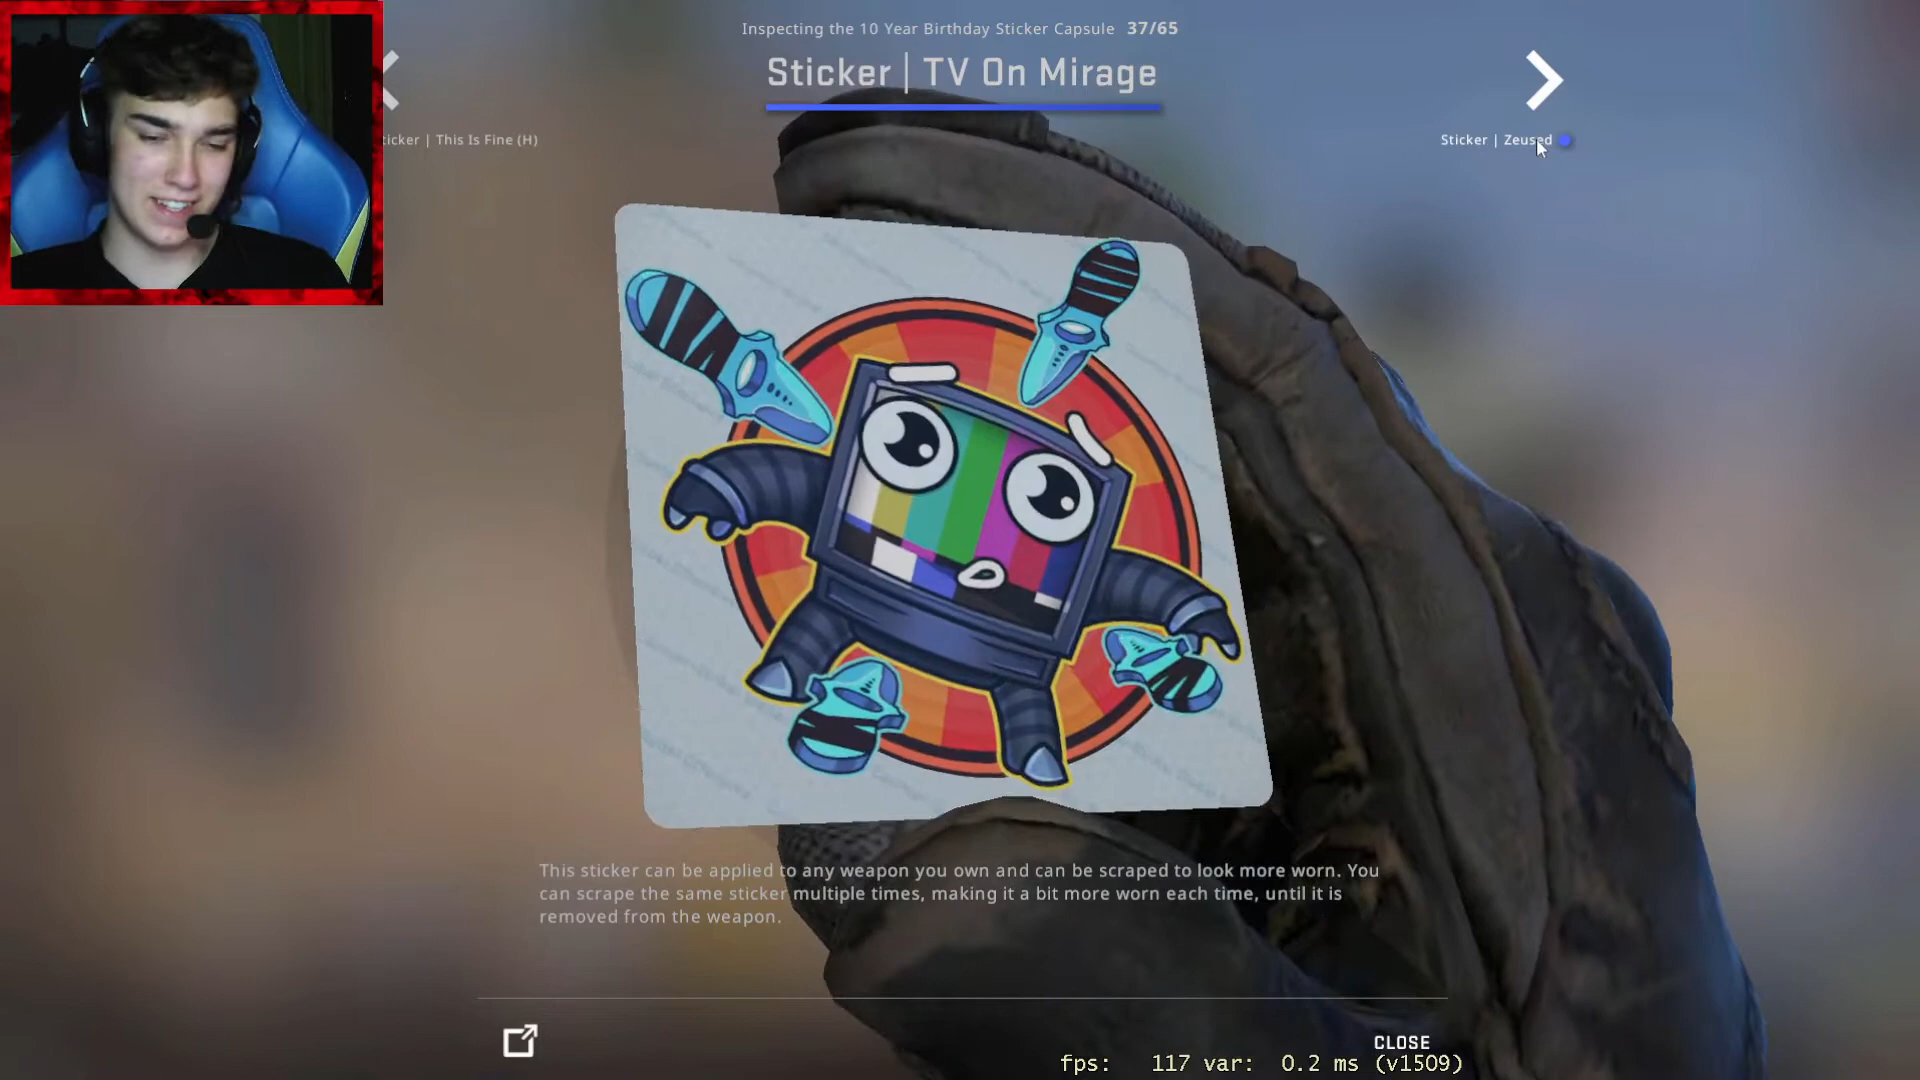 Inspecting the 10 Year Birthday Sticker Capsule 37/65
Sticker | TV On Mirage
ticker | This Is Fine (H)
Sticker | Zeused
This sticker can be applied to any weapon you own and can be scraped to look more worn. You
can scrape the same sticker multiple times, making it a bit more worn each time, until it is
removed from the weapon.
CLOSE
fps: 117 var: 0.2 ms (v1509)